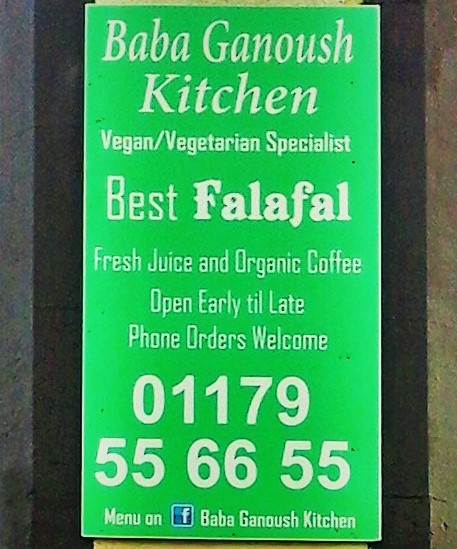 Baba Ganoush
Kitchen
Vegan/Vegetarian Specialist
Best Falafal
Fresh Juice and Organic Coffee
Open Early til Late
Phone Orders Welcome
01179
55 66 55
Menu on f Baba Ganoush Kitchen